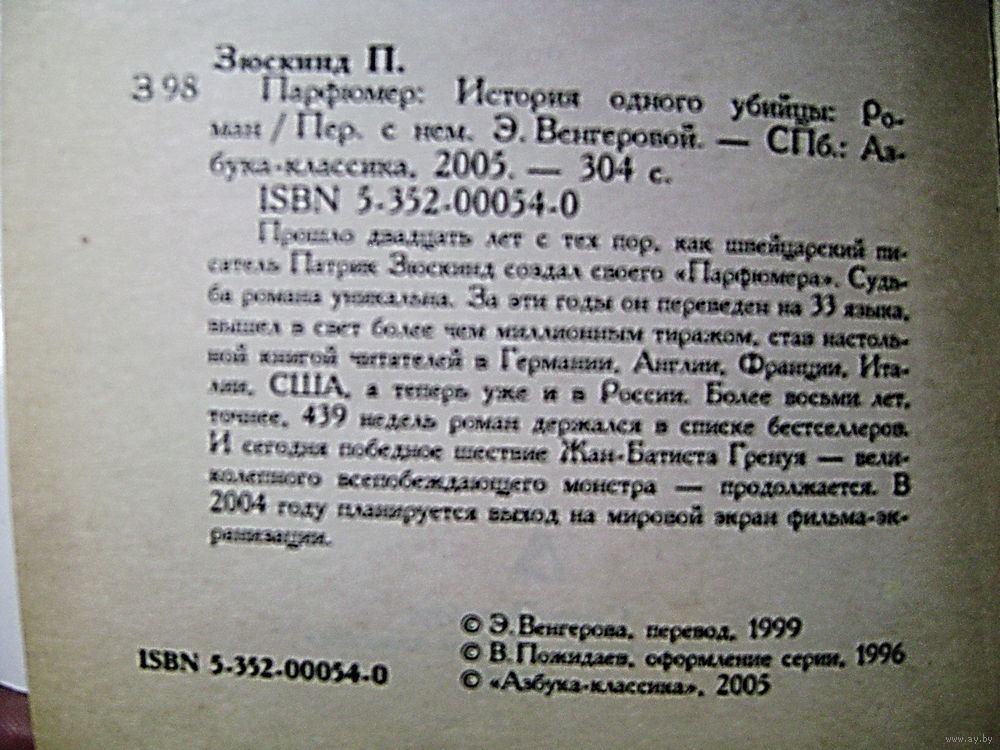 Зюскинд П.
З 98 Парфюмер: История одного убийцы: Ро-
ман / Пер. с нем. Э. Венгеровой. — СПб.: Аз-
бука-классика, 2005. — 304 с.
ISBN 5-352-00054-0
Прошло двадцать лет с тех пор, как швейцарский пи-
сатель Патрик Зюскинд создал своего «Парфюмера». Судь-
ба романа уникальна. За эти годы он переведен на 33 языка,
вышел в свет более чем миллионным тиражом, став настоль-
ной книгой читателей в Германии, Англии, Франции, Ита-
лии, США, а теперь уже и в России. Более восьми лет,
точнее, 439 недель роман держался в списке бестселлеров.
И сегодня победное шествие Жан-Батиста Гренуя — вели-
колепного всепобеждающего монстра — продолжается. В
2004 году планируется выход на мировой экран фильма-эк-
ранизации.
© Э. Венгерова, перевод, 1999
© В. Пожидаев, оформление серии, 1996
ISBN 5-352-00054-0 © «Азбука-классика», 2005
www.ay.by